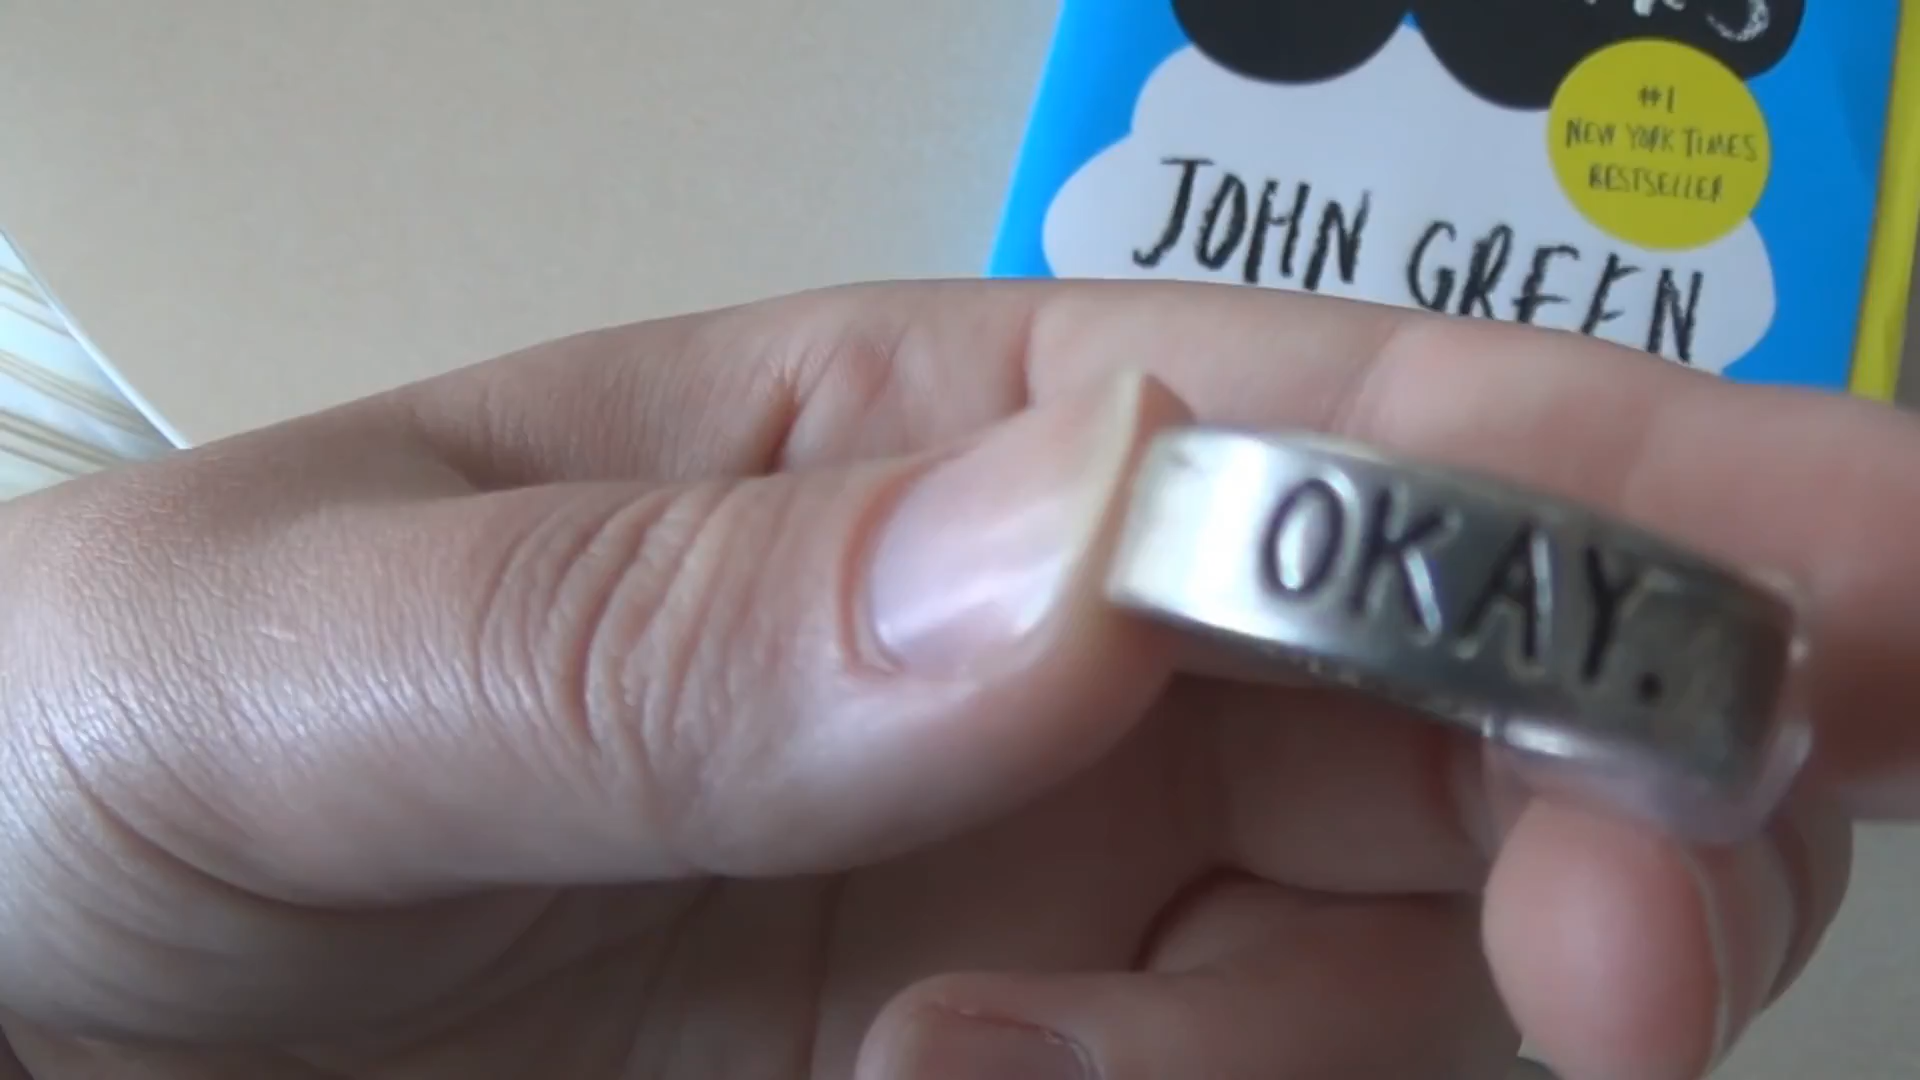 #1
NEW YORK TIMES
BESTSELLER
JOHN GREEN
OKAY.